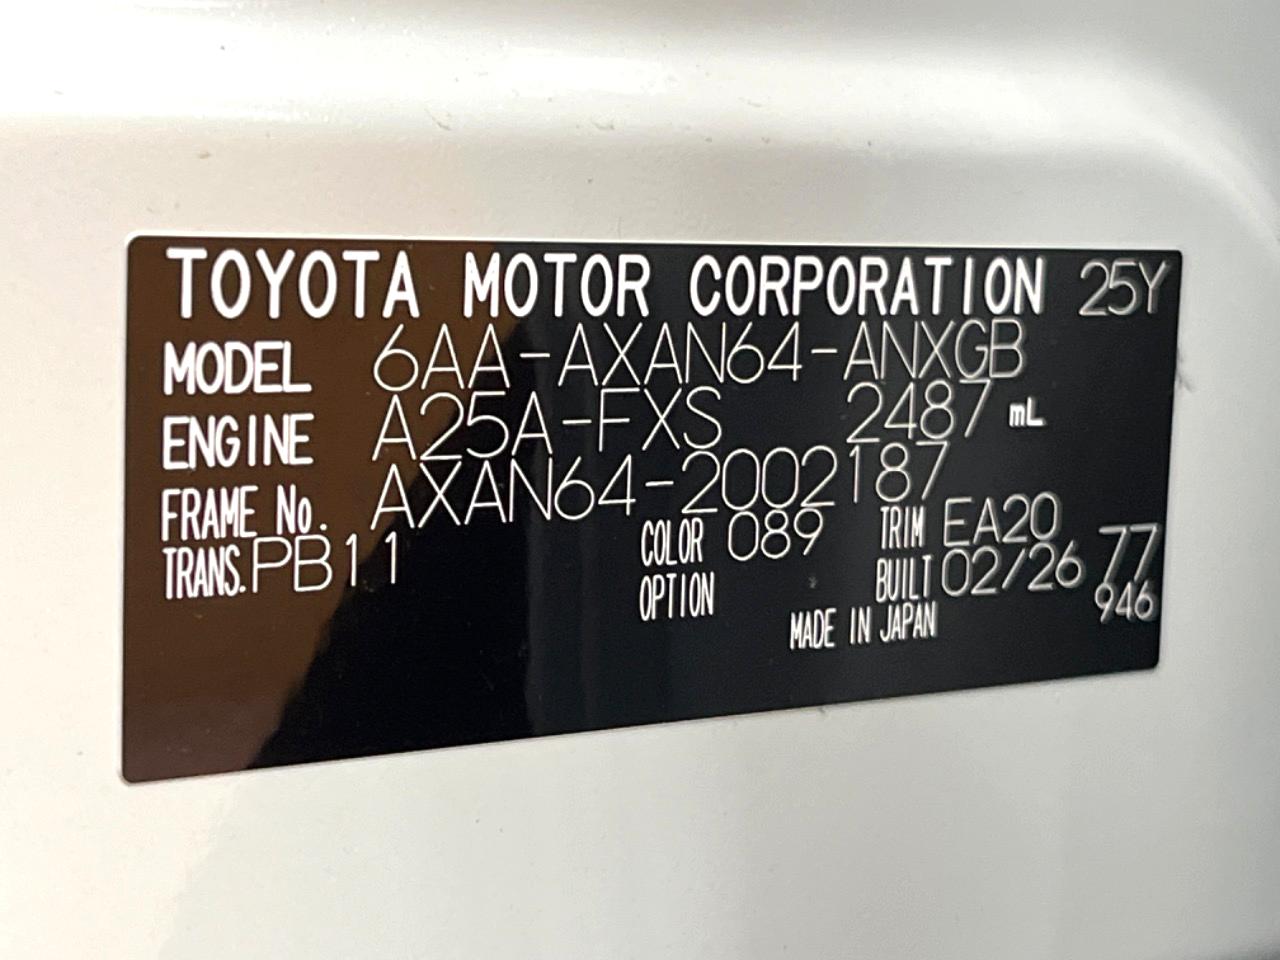 TOYOTA MOTOR CORPORATION 25Y
MODEL 6AA-AXAN64-ANXGB
ENGINE A25A-FXS 2487 mL
FRAME No. AXAN64-2002187
TRANS. PB11 COLOR 089 TRIM EA20
OPTION BUILT 02/26 77
MADE IN JAPAN 946